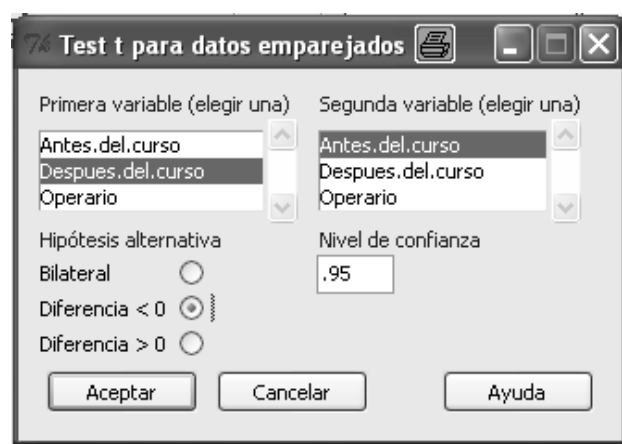 Test t para datos emparejados
Primera variable (elegir una) Segunda variable (elegir una)
Antes.del.curso Antes.del.curso
Despues.del.curso Despues.del.curso
Operario Operario
Hipótesis alternativa Nivel de confianza
Bilateral .95
Diferencia < 0
Diferencia > 0
Aceptar Cancelar Ayuda